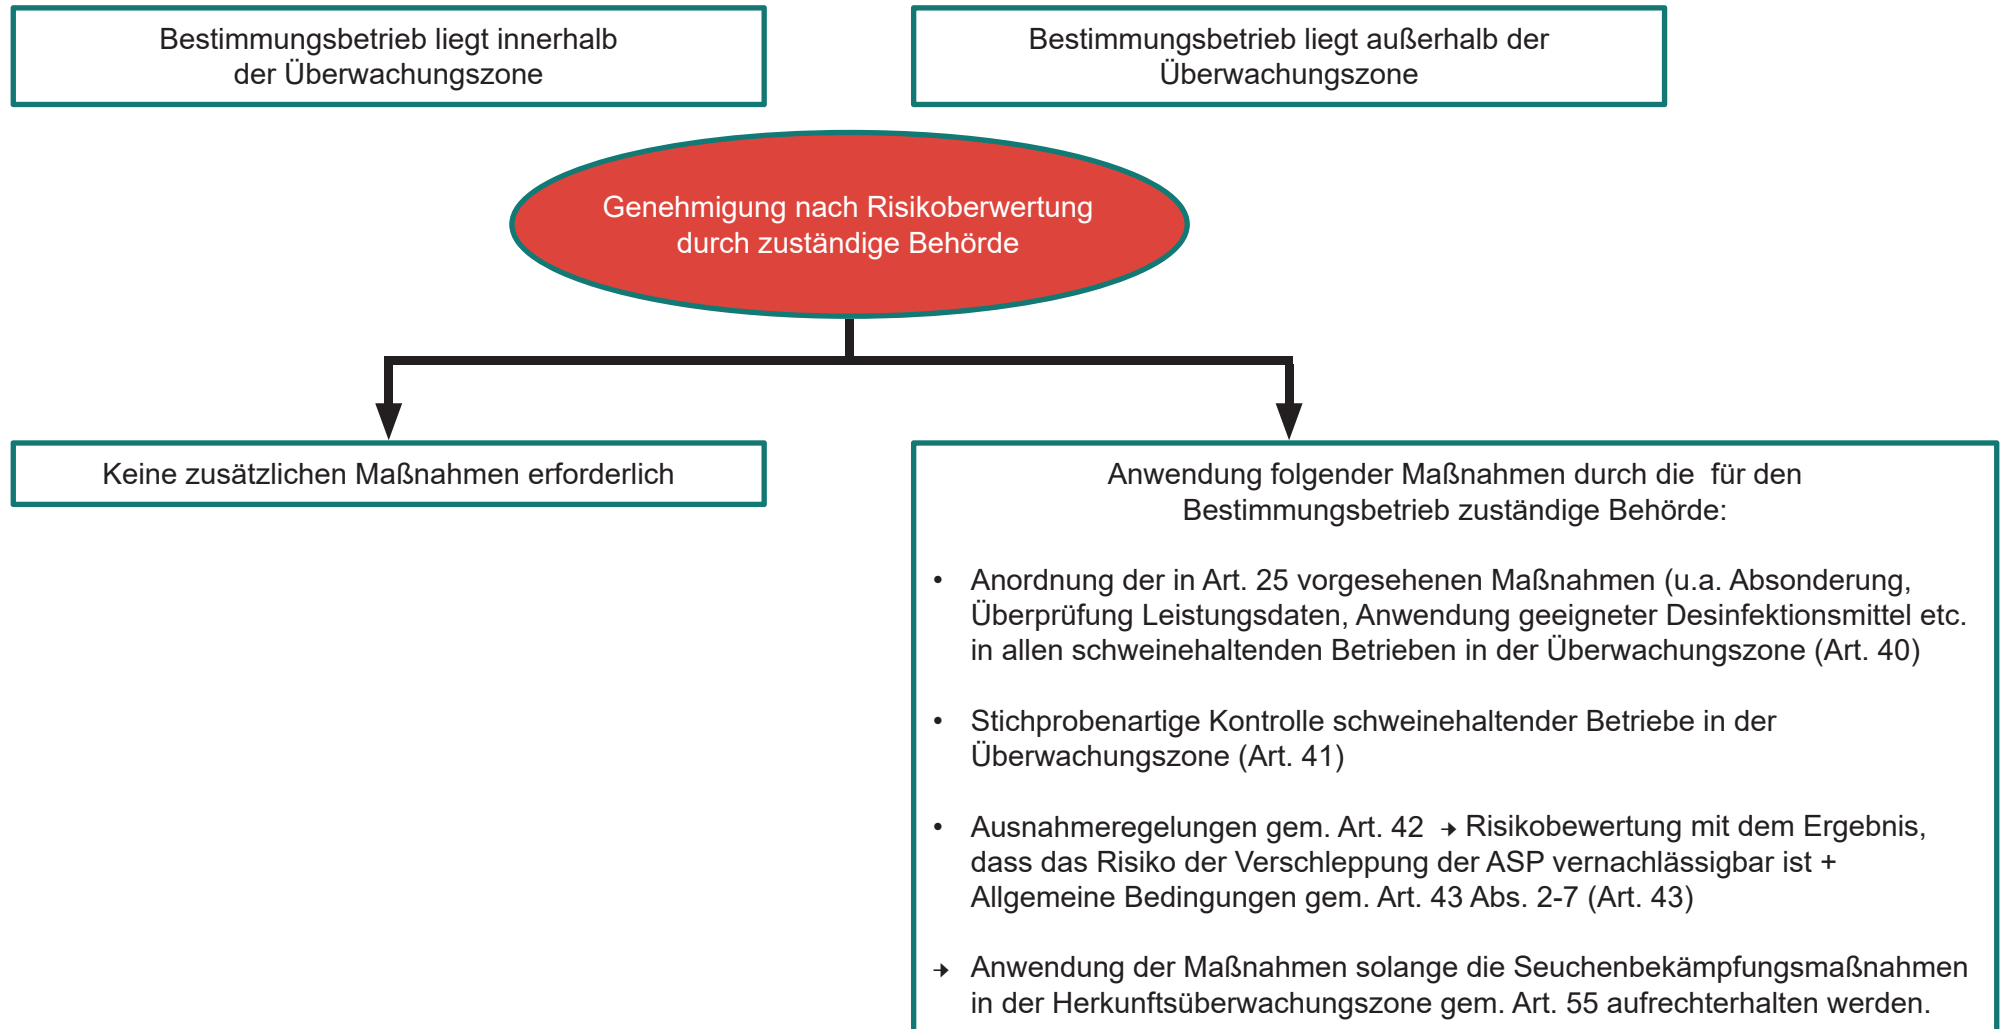 Bestimmungsbetrieb liegt innerhalb
der Überwachungszone
Bestimmungsbetrieb liegt außerhalb der
Überwachungszone
Genehmigung nach Risikoberwertung
durch zuständige Behörde
Keine zusätzlichen Maßnahmen erforderlich
Anwendung folgender Maßnahmen durch die  für den
Bestimmungsbetrieb zuständige Behörde:
• Anordnung der in Art. 25 vorgesehenen Maßnahmen (u.a. Absonderung,
Überprüfung Leistungsdaten, Anwendung geeigneter Desinfektionsmittel etc.
in allen schweinehaltenden Betrieben in der Überwachungszone (Art. 40)
• Stichprobenartige Kontrolle schweinehaltender Betriebe in der
Überwachungszone (Art. 41)
• Ausnahmeregelungen gem. Art. 42 → Risikobewertung mit dem Ergebnis,
dass das Risiko der Verschleppung der ASP vernachlässigbar ist +
Allgemeine Bedingungen gem. Art. 43 Abs. 2-7 (Art. 43)
→ Anwendung der Maßnahmen solange die Seuchenbekämpfungsmaßnahmen
in der Herkunftsüberwachungszone gem. Art. 55 aufrechterhalten werden.